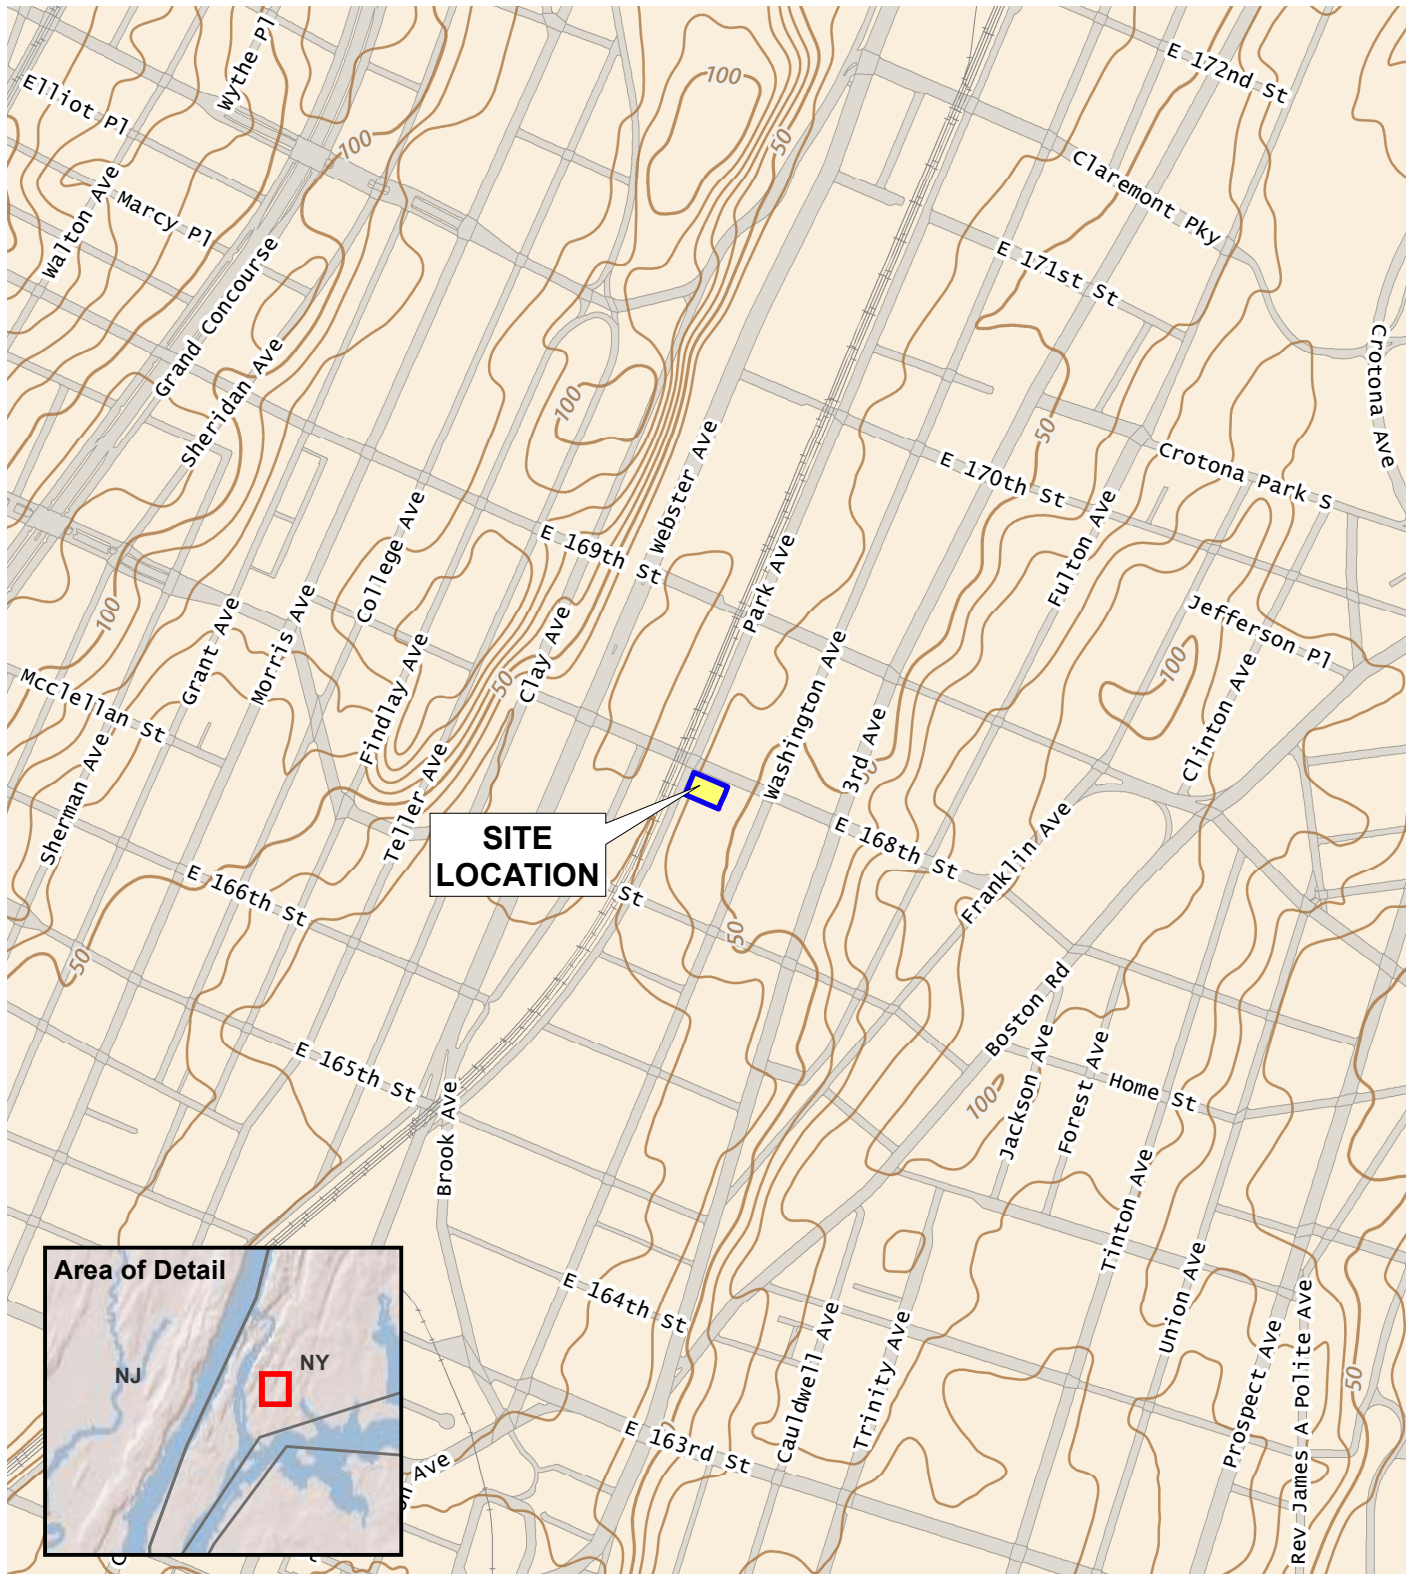 Wythe Pl
E 172nd St
100
Elliot Pl
100
50
Claremont Pky
Marcy Pl
Walton Ave
E 171st St
Grand Concourse
Crotona Ave
Sheridan Ave
100
50
Webster Ave
E 170th St
Crotona Park S
College Ave
E 169th St
Fulton Ave
Park Ave
100
Grant Ave
Morris Ave
Jefferson Pl
Clay Ave
Washington Ave
100
Findlay Ave
50
Clinton Ave
Mcclellan St
3rd Ave
Sherman Ave
Teller Ave
SITE
LOCATION
E 168th St
Franklin Ave
E 166th St
St
50
50
Boston Rd
E 165th St
Jackson Ave
Forest Ave
Home St
100
Brook Ave
Tinton Ave
Area of Detail
E 164th St
Union Ave
NJ
NY
Cauldwell Ave
Trinity Ave
Prospect Ave
Rev James A Polite Ave
50
E 163rd St
Ave